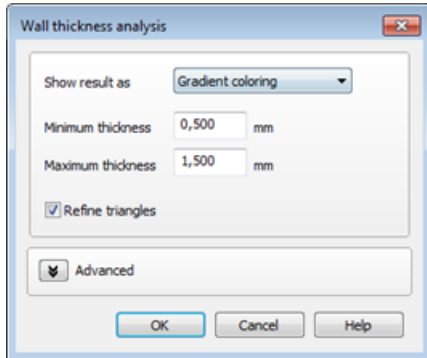 Wall thickness analysis
Show result as Gradient coloring
Minimum thickness 0,500 mm
Maximum thickness 1,500 mm
Refine triangles
Advanced
OK Cancel Help